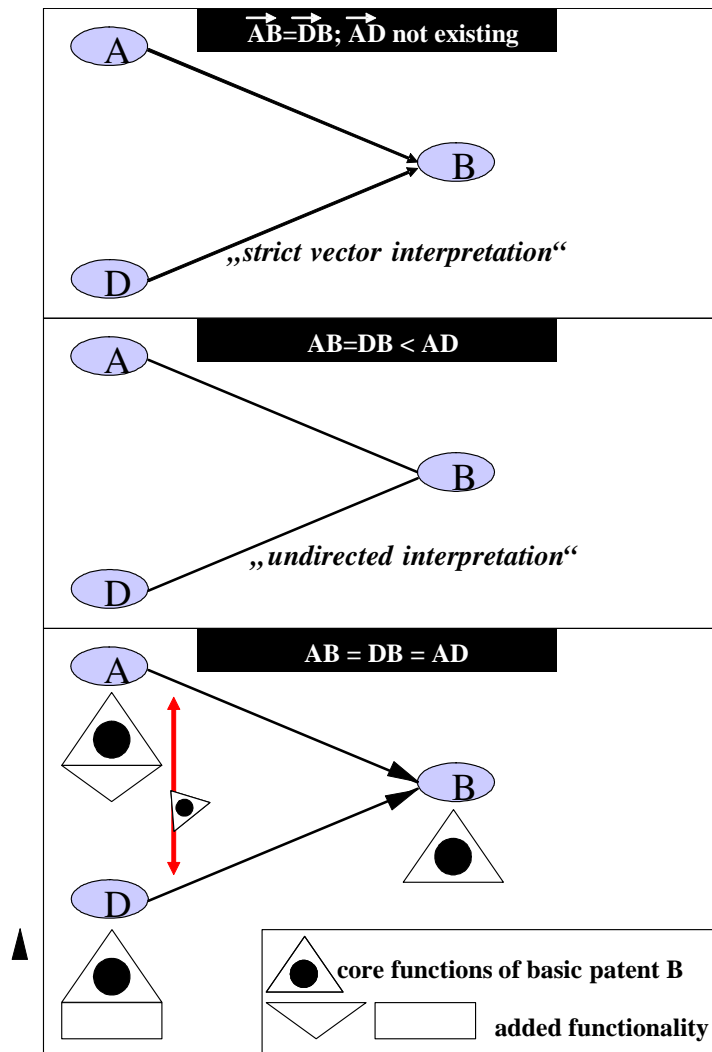 AB=DB; AD not existing
A
B
„strict vector interpretation“
D
AB=DB < AD
A
B
„undirected interpretation“
D
AB = DB = AD
A
B
D
core functions of basic patent B
added functionality